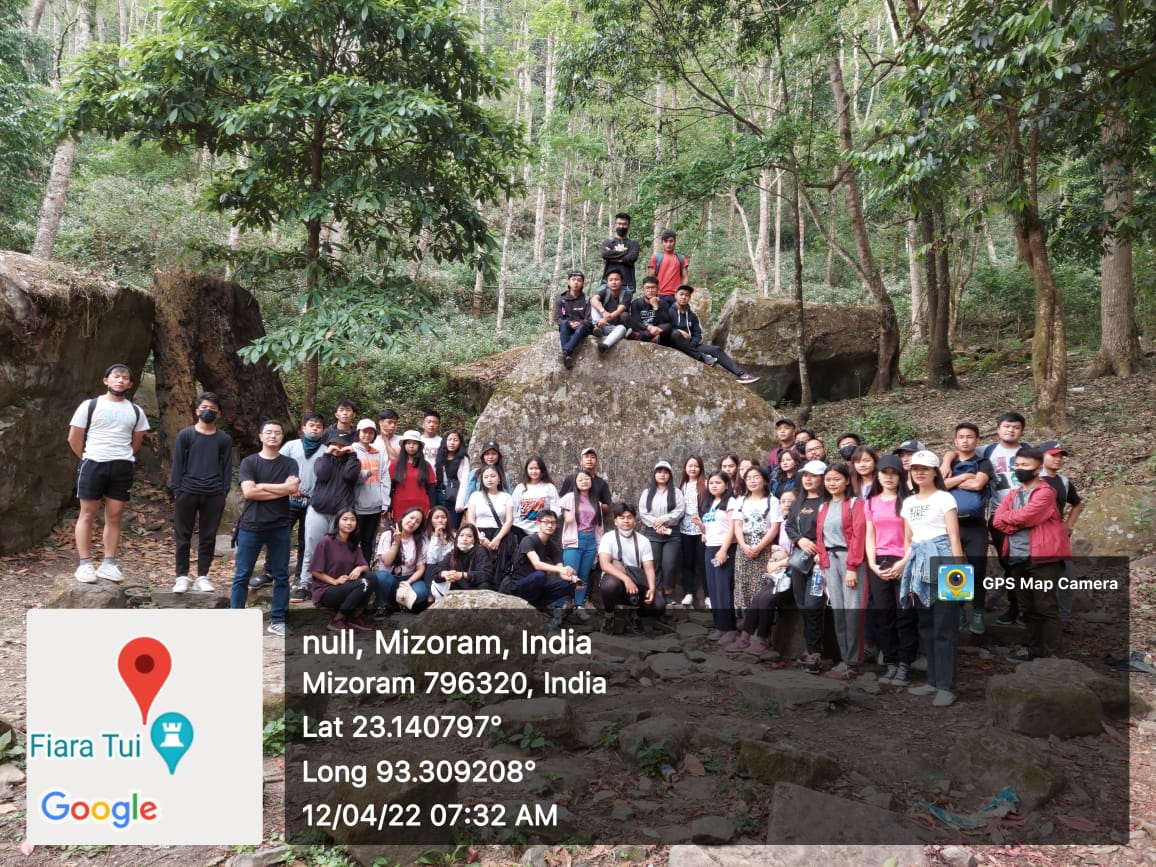 GPS Map Camera
null, Mizoram, India
Mizoram 796320, India
Lat 23.140797°
Long 93.309208°
12/04/22 07:32 AM
Fiara Tui
Google